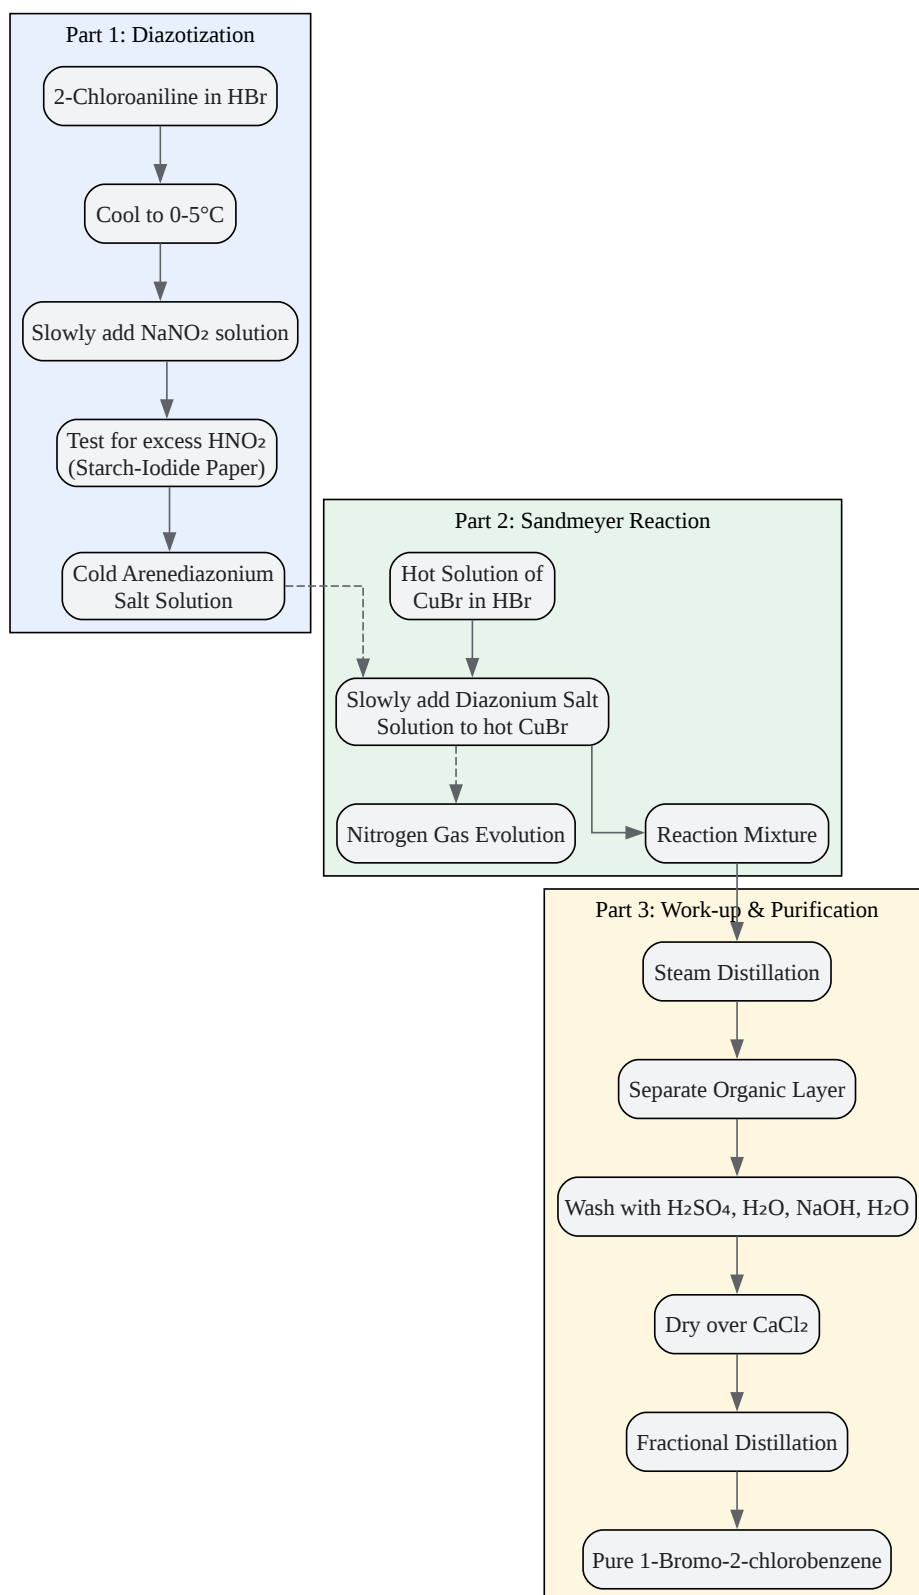 Part 1: Diazotization
2-Chloroaniline in HBr
Cool to 0-5°C
Slowly add NaNO₂ solution
Test for excess HNO₂
(Starch-Iodide Paper)
Cold Arenediazonium
Salt Solution
Part 2: Sandmeyer Reaction
Hot Solution of
CuBr in HBr
Slowly add Diazonium Salt
Solution to hot CuBr
Nitrogen Gas Evolution
Reaction Mixture
Part 3: Work-up & Purification
Steam Distillation
Separate Organic Layer
Wash with H₂SO₄, H₂O, NaOH, H₂O
Dry over CaCl₂
Fractional Distillation
Pure 1-Bromo-2-chlorobenzene